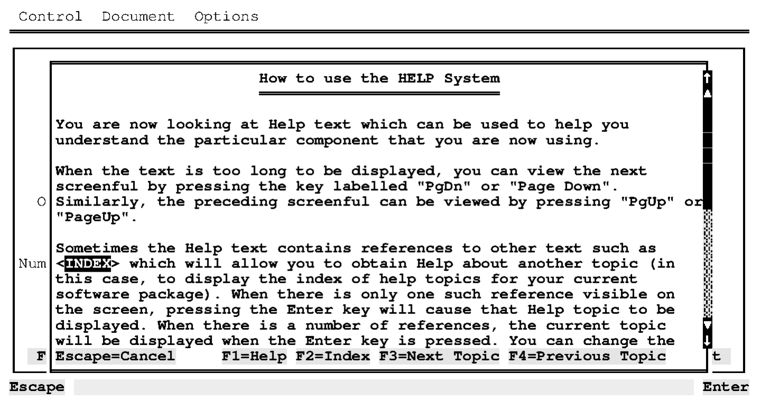 Control Document Options
How to use the HELP System
You are now looking at Help text which can be used to help you
understand the particular component that you are now using.
When the text is too long to be displayed, you can view the next
screenful by pressing the key labelled "PgDn" or "Page Down".
O Similarly, the preceding screenful can be viewed by pressing "PgUp" or
"PageUp".
Sometimes the Help text contains references to other text such as
Num <INDEX> which will allow you to obtain Help about another topic (in
this case, to display the index of help topics for your current
software package). When there is only one such reference visible on
the screen, pressing the Enter key will cause that Help topic to be
displayed. When there is a number of references, the current topic
will be displayed when the Enter key is pressed. You can change the
F Escape=Cancel F1=Help F2=Index F3=Next Topic F4=Previous Topic t
Escape Enter